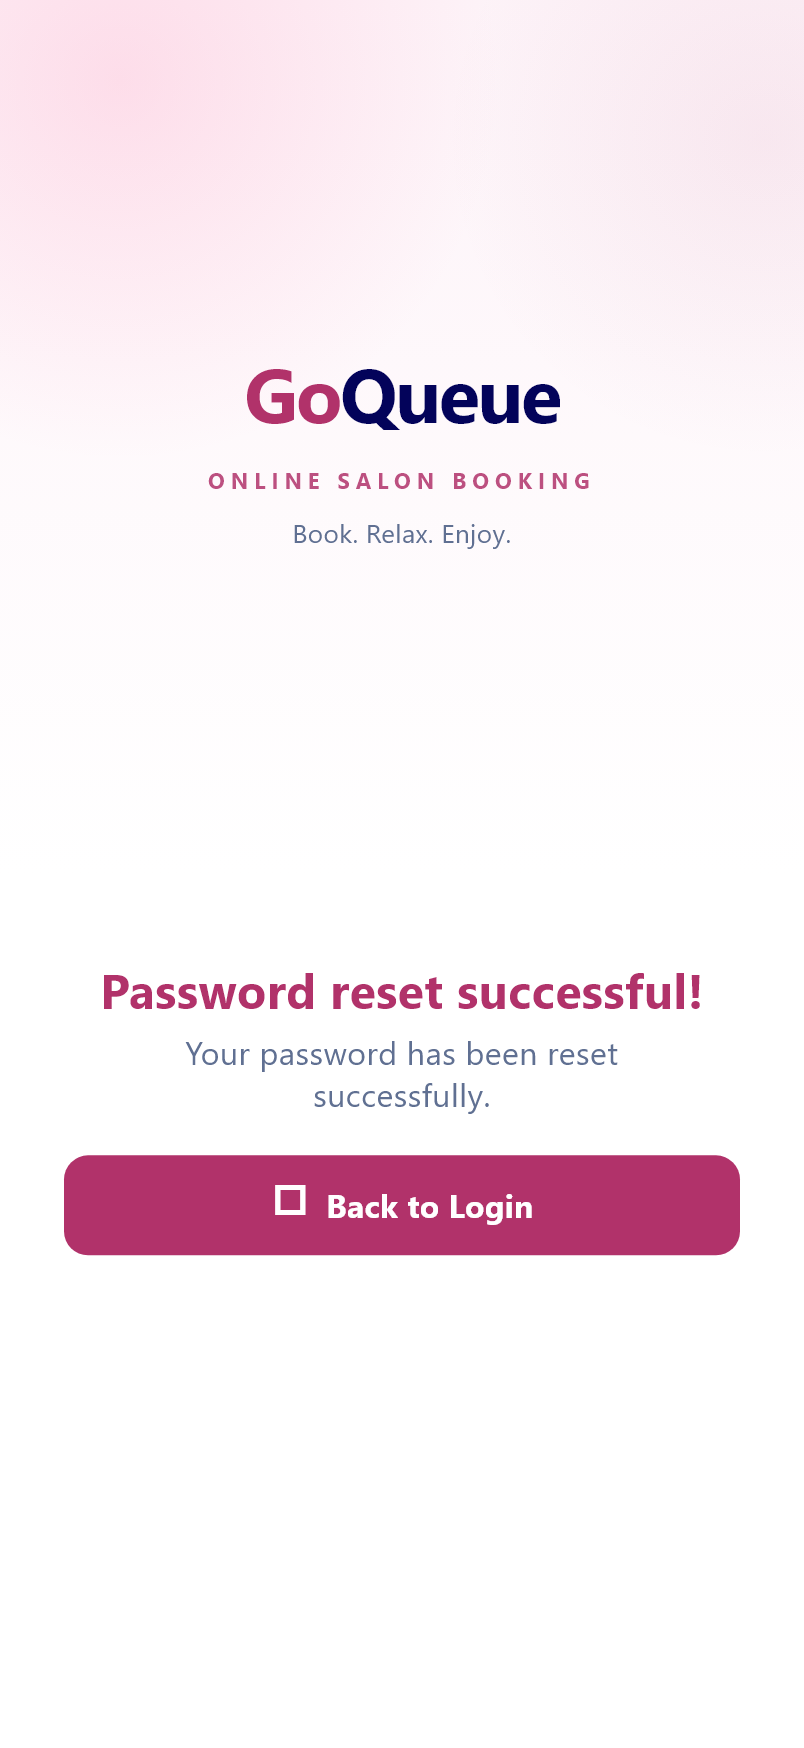 GoQueue
ONLINE SALON BOOKING
Book. Relax. Enjoy.
Password reset successful!
Your password has been reset
successfully.
Back to Login